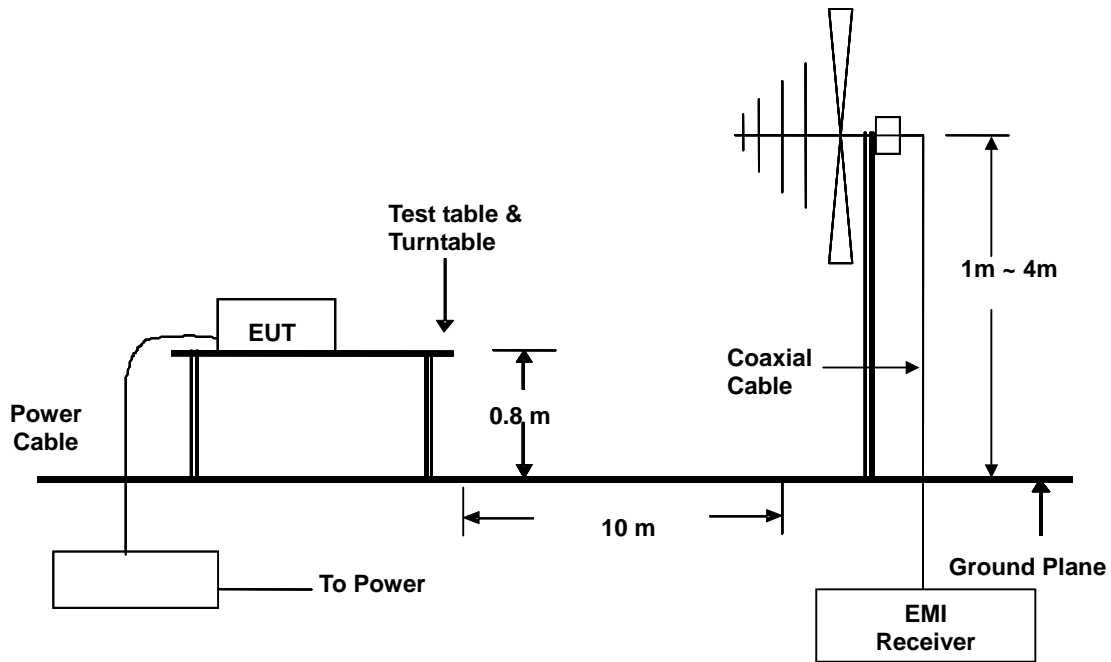 Test table &
Turntable
EUT
1m ~ 4m
Coaxial
Cable
0.8 m
Power
Cable
10 m
To Power
Ground Plane
EMI
Receiver